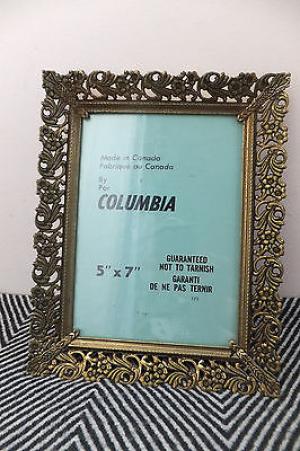 Made in Canada
Fabrique au Canada
By
Par
COLUMBIA
5" x 7"
GUARANTEED
NOT TO TARNISH
GARANTI
DE NE PAS TERNIR